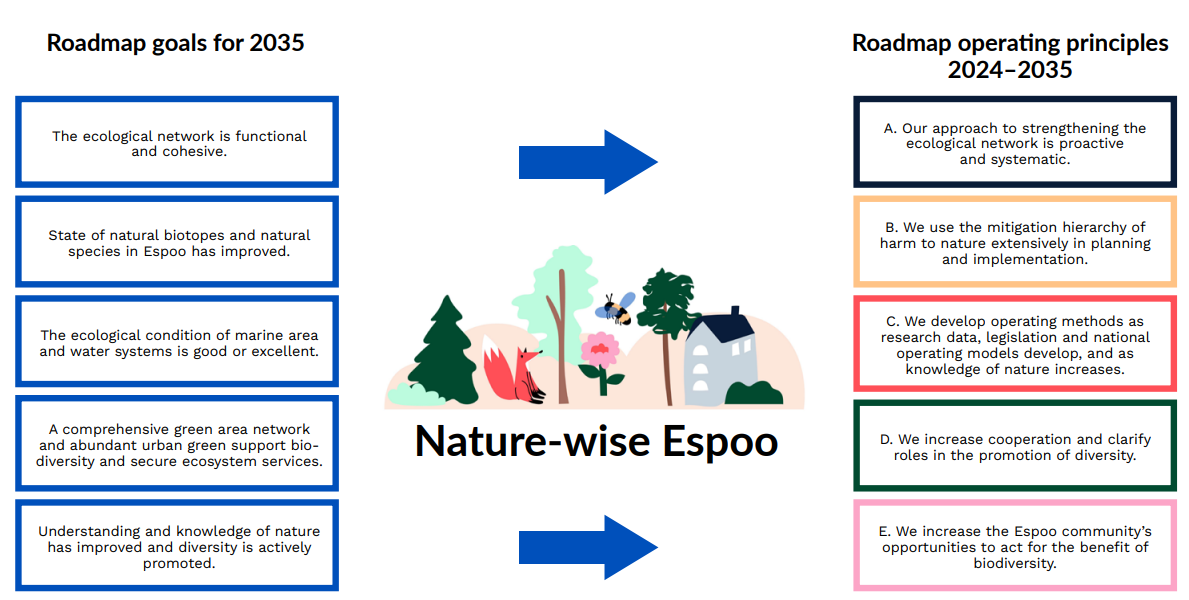 Roadmap goals for 2035
The ecological network is functional
and cohesive.
State of natural biotopes and natural
species in Espoo has improved.
The ecological condition of marine area
and water systems is good or excellent.
A comprehensive green area network
and abundant urban green support bio-
diversity and secure ecosystem services.
Understanding and knowledge of nature
has improved and diversity is actively
promoted.
Nature-wise Espoo
Roadmap operating principles
2024–2035
A. Our approach to strengthening the
ecological network is proactive
and systematic.
B. We use the mitigation hierarchy of
harm to nature extensively in planning
and implementation.
C. We develop operating methods as
research data, legislation and national
operating models develop, and as
knowledge of nature increases.
D. We increase cooperation and clarify
roles in the promotion of diversity.
E. We increase the Espoo community’s
opportunities to act for the benefit of
biodiversity.